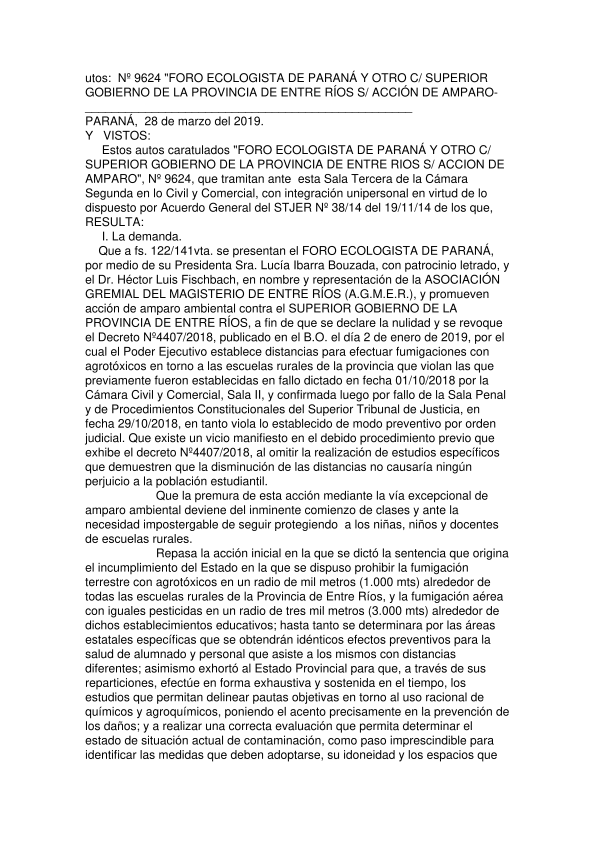 utos:  Nº 9624 "FORO ECOLOGISTA DE PARANÁ Y OTRO C/ SUPERIOR
GOBIERNO DE LA PROVINCIA DE ENTRE RÍOS S/ ACCIÓN DE AMPARO-
__________________________________________________
PARANÁ,  28 de marzo del 2019.
Y   VISTOS:
Estos autos caratulados "FORO ECOLOGISTA DE PARANÁ Y OTRO C/
SUPERIOR GOBIERNO DE LA PROVINCIA DE ENTRE RIOS S/ ACCION DE
AMPARO", Nº 9624, que tramitan ante  esta Sala Tercera de la Cámara
Segunda en lo Civil y Comercial, con integración unipersonal en virtud de lo
dispuesto por Acuerdo General del STJER Nº 38/14 del 19/11/14 de los que,
RESULTA:
I. La demanda.
Que a fs. 122/141vta. se presentan el FORO ECOLOGISTA DE PARANÁ,
por medio de su Presidenta Sra. Lucía Ibarra Bouzada, con patrocinio letrado, y
el Dr. Héctor Luis Fischbach, en nombre y representación de la ASOCIACIÓN
GREMIAL DEL MAGISTERIO DE ENTRE RÍOS (A.G.M.E.R.), y promueven
acción de amparo ambiental contra el SUPERIOR GOBIERNO DE LA
PROVINCIA DE ENTRE RÍOS, a fin de que se declare la nulidad y se revoque
el Decreto Nº4407/2018, publicado en el B.O. el día 2 de enero de 2019, por el
cual el Poder Ejecutivo establece distancias para efectuar fumigaciones con
agrotóxicos en torno a las escuelas rurales de la provincia que violan las que
previamente fueron establecidas en fallo dictado en fecha 01/10/2018 por la
Cámara Civil y Comercial, Sala II, y confirmada luego por fallo de la Sala Penal
y de Procedimientos Constitucionales del Superior Tribunal de Justicia, en
fecha 29/10/2018, en tanto viola lo establecido de modo preventivo por orden
judicial. Que existe un vicio manifiesto en el debido procedimiento previo que
exhibe el decreto Nº4407/2018, al omitir la realización de estudios específicos
que demuestren que la disminución de las distancias no causaría ningún
perjuicio a la población estudiantil.
Que la premura de esta acción mediante la vía excepcional de
amparo ambiental deviene del inminente comienzo de clases y ante la
necesidad impostergable de seguir protegiendo  a los niñas, niños y docentes
de escuelas rurales.
Repasa la acción inicial en la que se dictó la sentencia que origina
el incumplimiento del Estado en la que se dispuso prohibir la fumigación
terrestre con agrotóxicos en un radio de mil metros (1.000 mts) alrededor de
todas las escuelas rurales de la Provincia de Entre Ríos, y la fumigación aérea
con iguales pesticidas en un radio de tres mil metros (3.000 mts) alrededor de
dichos establecimientos educativos; hasta tanto se determinara por las áreas
estatales específicas que se obtendrán idénticos efectos preventivos para la
salud de alumnado y personal que asiste a los mismos con distancias
diferentes; asimismo exhortó al Estado Provincial para que, a través de sus
reparticiones, efectúe en forma exhaustiva y sostenida en el tiempo, los
estudios que permitan delinear pautas objetivas en torno al uso racional de
químicos y agroquímicos, poniendo el acento precisamente en la prevención de
los daños; y a realizar una correcta evaluación que permita determinar el
estado de situación actual de contaminación, como paso imprescindible para
identificar las medidas que deben adoptarse, su idoneidad y los espacios que